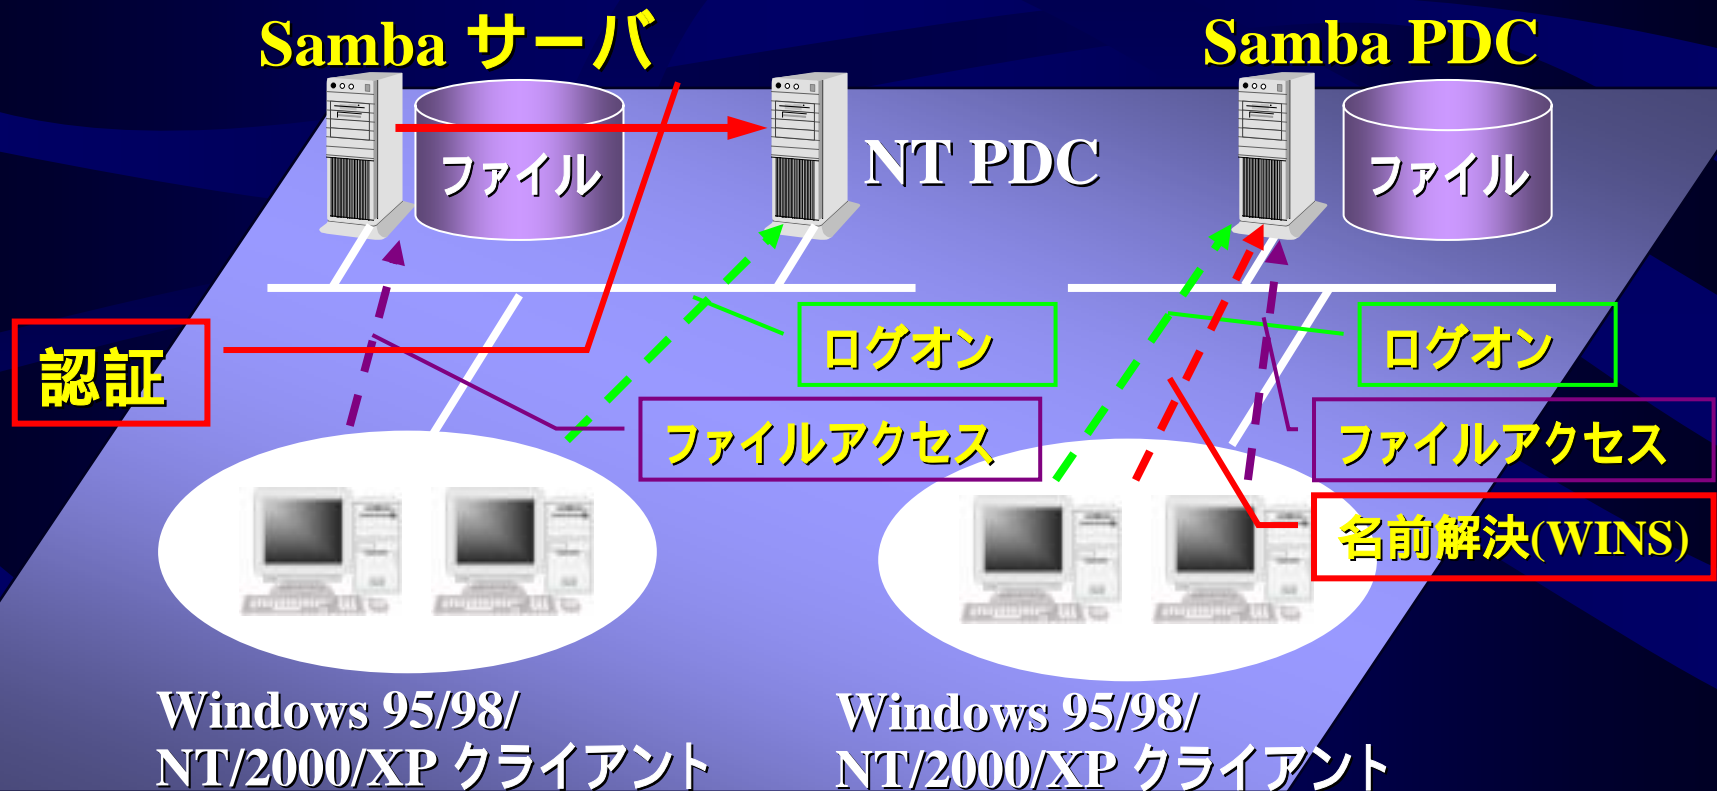 Samba サーバ
Samba PDC
ファイル
NT PDC
ファイル
認証
ログオン
ログオン
ファイルアクセス
ファイルアクセス
名前解決(WINS)
Windows 95/98/
NT/2000/XP クライアント
Windows 95/98/
NT/2000/XP クライアント